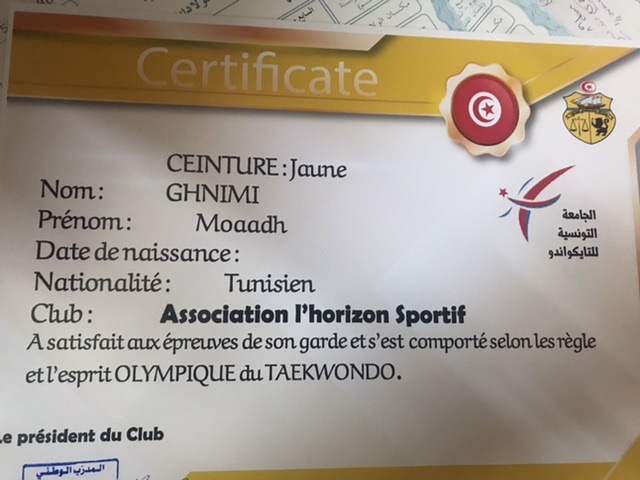 Certificate
CEINTURE : Jaune
Nom : GHNIMI
Prénom : Moaadh
Date de naissance :
Nationalité : Tunisien
Club : Association l'horizon Sportif
A satisfait aux épreuves de son garde et s'est comporté selon les règle
et l'esprit OLYMPIQUE du TAEKWONDO.
الجامعة
التونسية
للتايكواندو
Le président du Club
المدرب الوطني